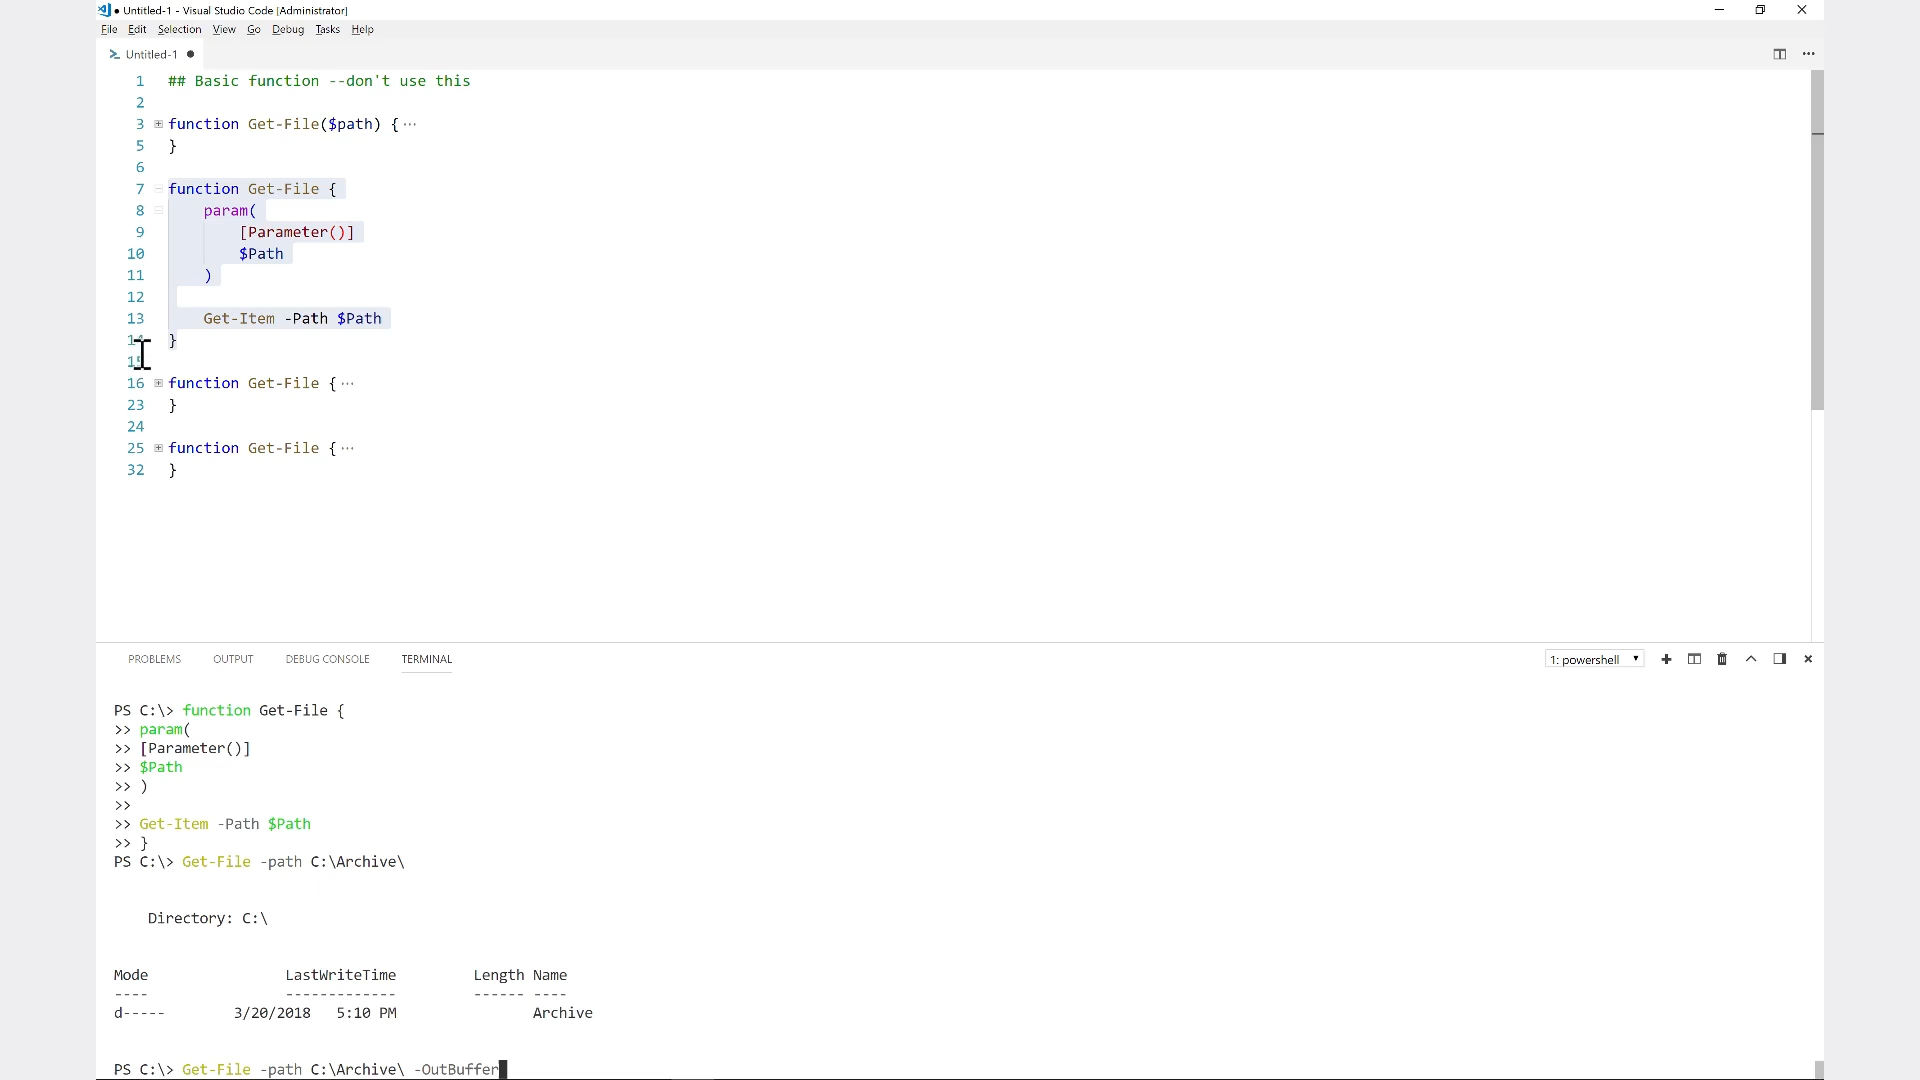 ● Untitled-1 - Visual Studio Code [Administrator]
File Edit Selection View Go Debug Tasks Help
Untitled-1 ●
1 ## Basic function --don't use this
2
3 function Get-File($path) {···
5 }
6
7 function Get-File {
8 param(
9 [Parameter()]
10 $Path
11 )
12
13 Get-Item -Path $Path
14 }
15
16 function Get-File {···
23 }
24
25 function Get-File {···
32 }
PROBLEMS OUTPUT DEBUG CONSOLE TERMINAL 1: powershell
PS C:\> function Get-File {
>> param(
>> [Parameter()]
>> $Path
>> )
>>
>> Get-Item -Path $Path
>> }
PS C:\> Get-File -path C:\Archive\
Directory: C:\
Mode LastWriteTime Length Name
---- ------------- ------ ----
d----- 3/20/2018 5:10 PM Archive
PS C:\> Get-File -path C:\Archive\ -OutBuffer